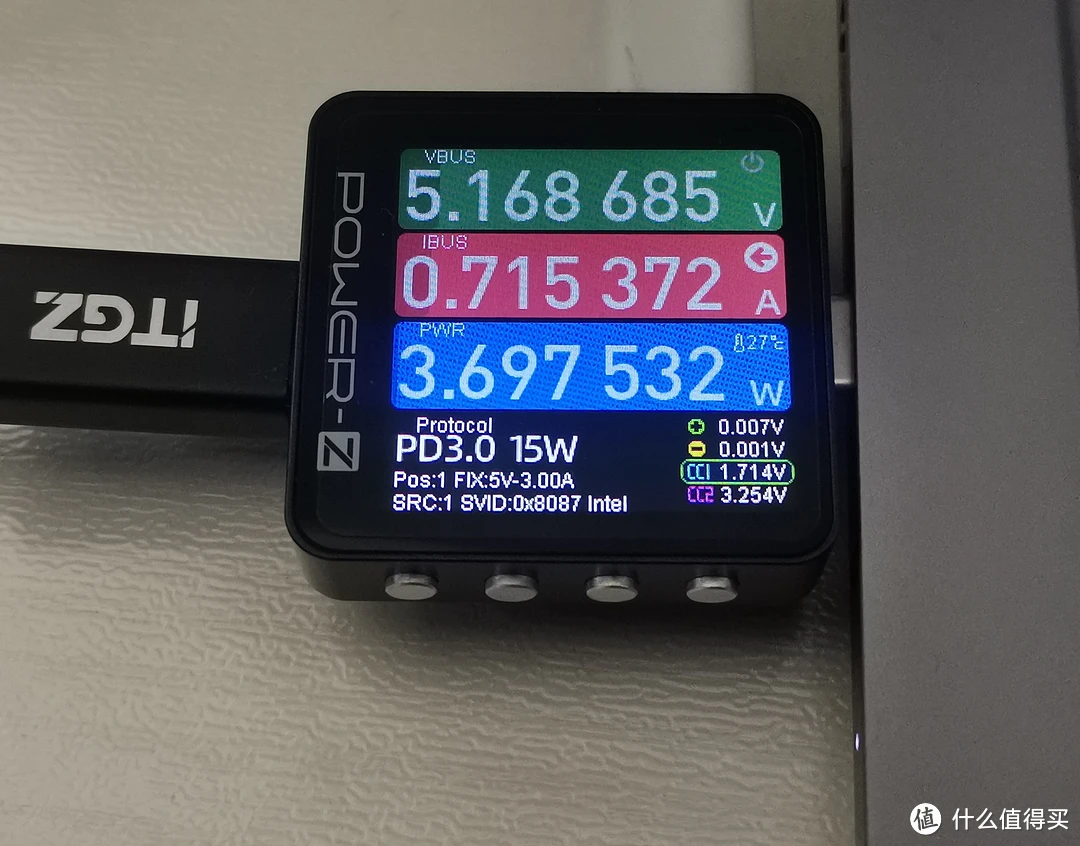 VBUS
5.168 685 V
IBUS
0.715 372 A
PWR
27℃
3.697 532 W
Protocol
PD3.0 15W
Pos:1 FIX:5V-3.00A
SRC:1 SVID:0x8087 Intel
0.007V
0.001V
CC1 1.714V
CC2 3.254V
POWER-Z
iTGZ
值 什么值得买